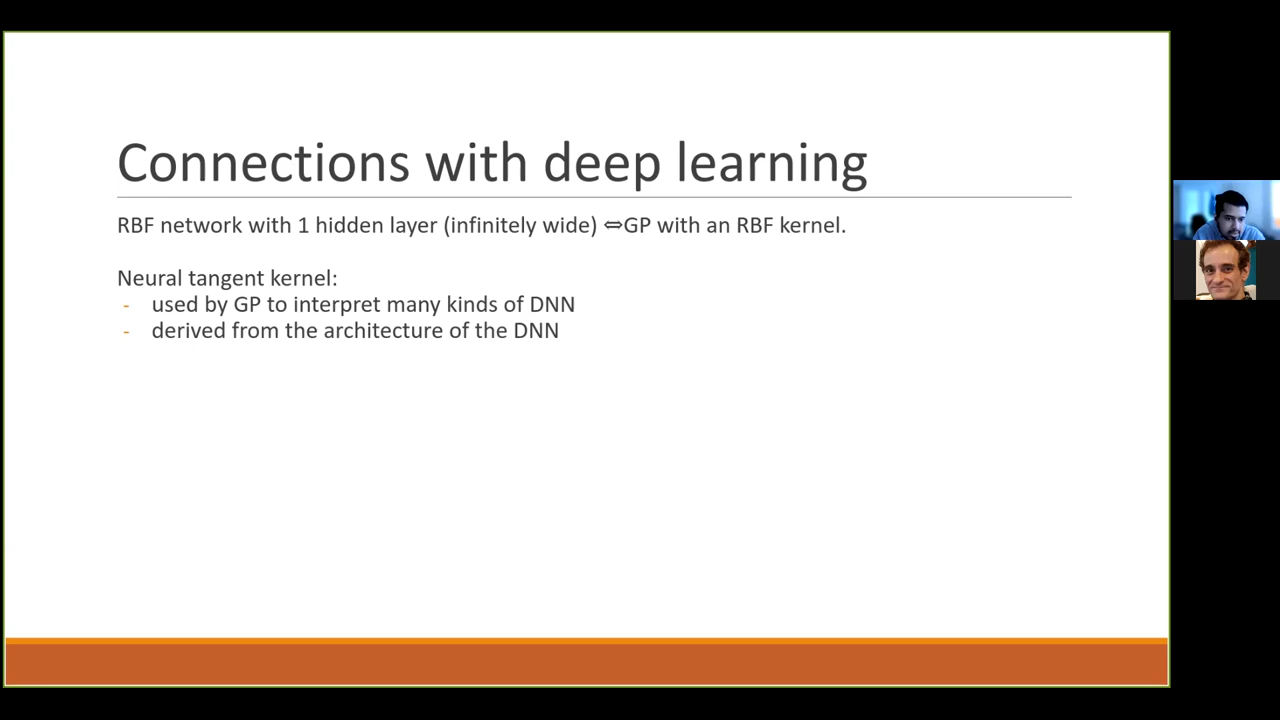 Connections with deep learning
RBF network with 1 hidden layer (infinitely wide) ⇔GP with an RBF kernel.
Neural tangent kernel:
- used by GP to interpret many kinds of DNN
- derived from the architecture of the DNN